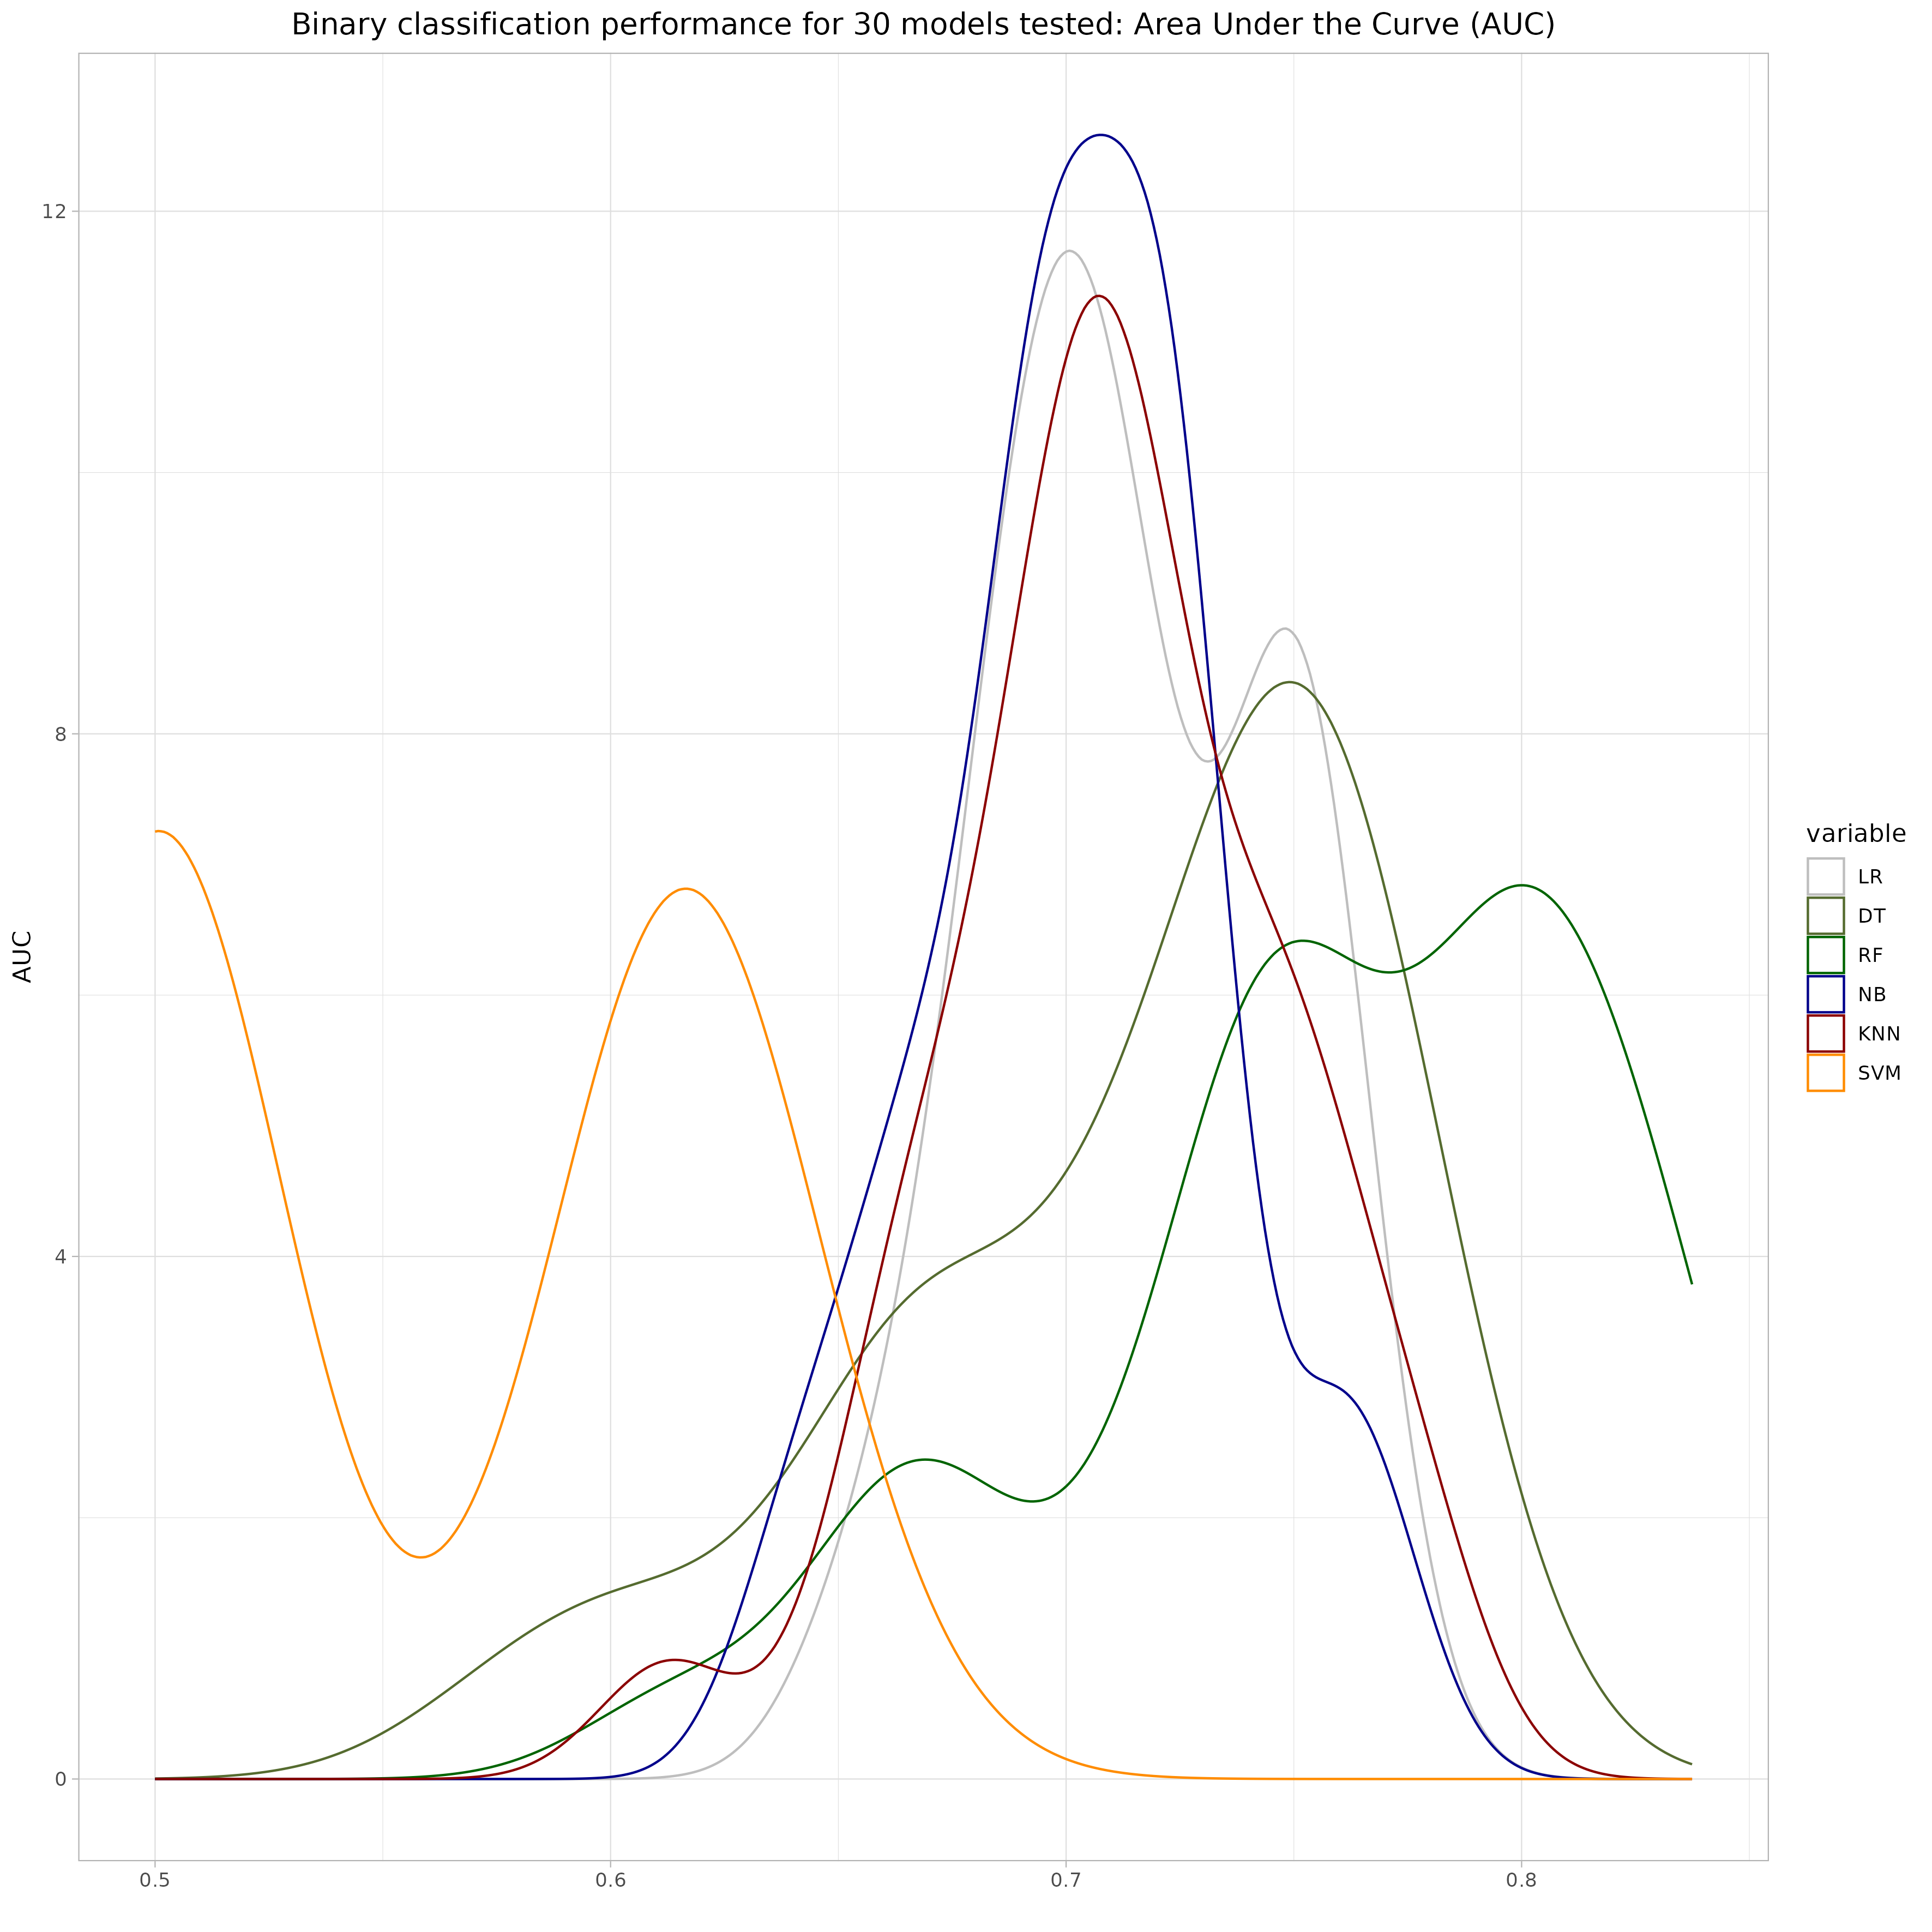 Binary classification performance for 30 models tested: Area Under the Curve (AUC)
12
8
4
0
AUC
0.5
0.6
0.7
0.8
variable
LR
DT
RF
NB
KNN
SVM